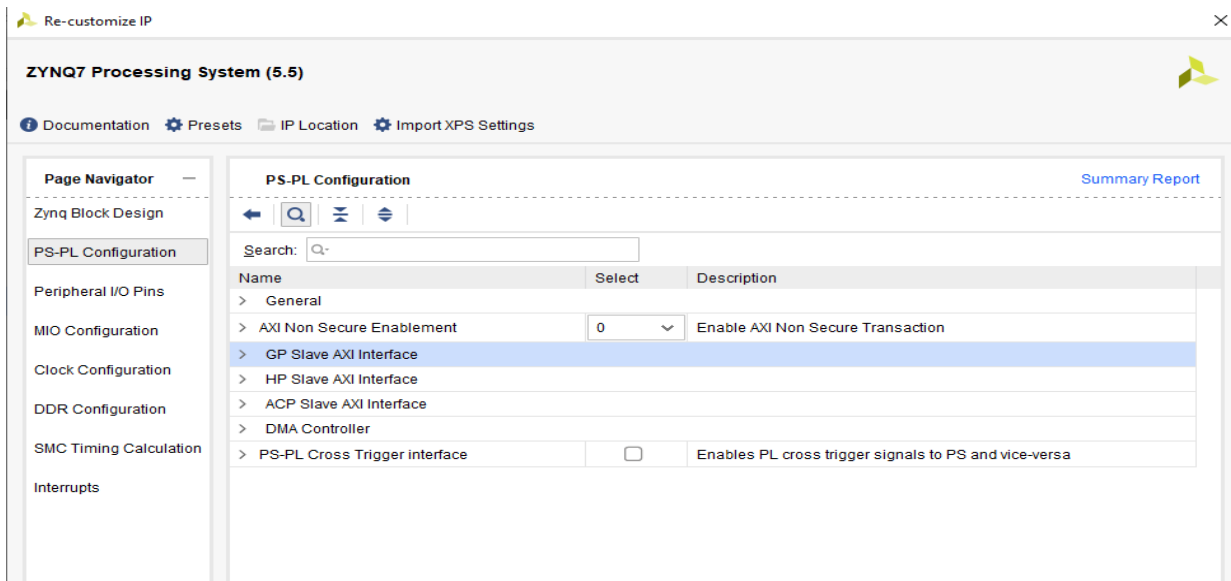 Re-customize IP
ZYNQ7 Processing System (5.5)
Documentation Presets IP Location Import XPS Settings
Page Navigator
Zynq Block Design
PS-PL Configuration
Peripheral I/O Pins
MIO Configuration
Clock Configuration
DDR Configuration
SMC Timing Calculation
Interrupts
PS-PL Configuration Summary Report
Search:
Name Select Description
General
AXI Non Secure Enablement 0 Enable AXI Non Secure Transaction
GP Slave AXI Interface
HP Slave AXI Interface
ACP Slave AXI Interface
DMA Controller
PS-PL Cross Trigger interface Enables PL cross trigger signals to PS and vice-versa